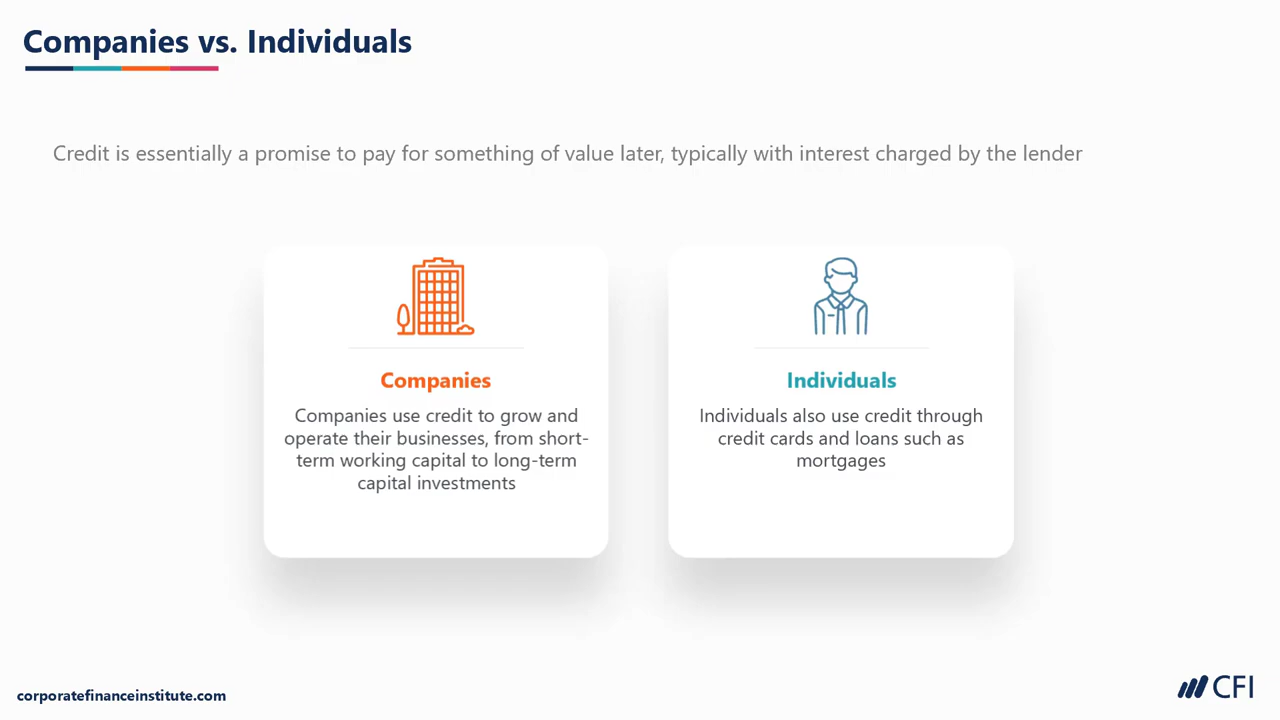 Companies vs. Individuals
Credit is essentially a promise to pay for something of value later, typically with interest charged by the lender
Companies
Companies use credit to grow and
operate their businesses, from short-
term working capital to long-term
capital investments
Individuals
Individuals also use credit through
credit cards and loans such as
mortgages
corporatefinanceinstitute.com
CFI